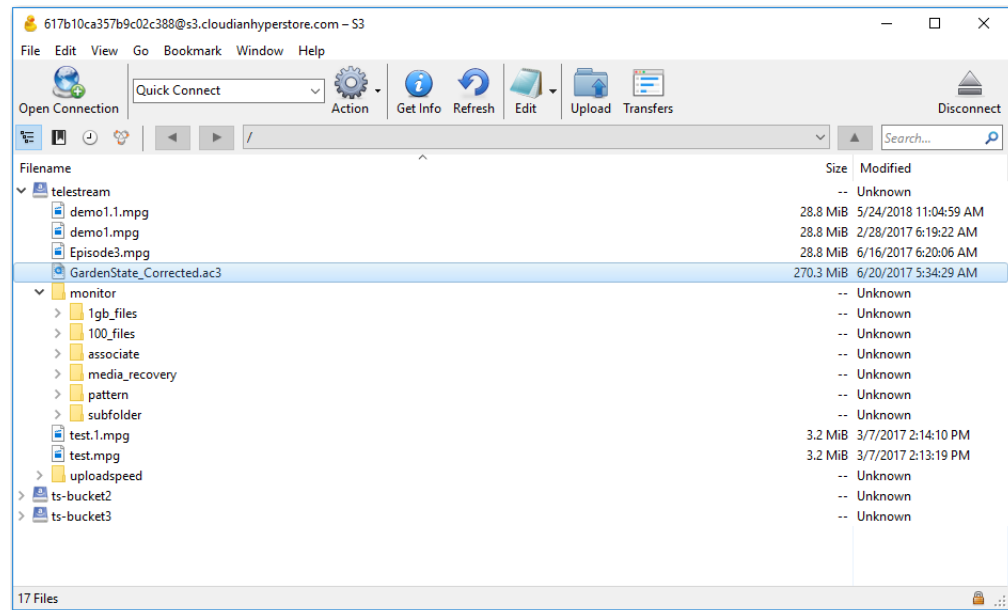 617b10ca357b9c02c388@s3.cloudianhyperstore.com – S3
File Edit View Go Bookmark Window Help
Quick Connect
Open Connection Action Get Info Refresh Edit Upload Transfers Disconnect
/ Search...
Filename Size Modified
telestream -- Unknown
demo1.1.mpg 28.8 MiB 5/24/2018 11:04:59 AM
demo1.mpg 28.8 MiB 2/28/2017 6:19:22 AM
Episode3.mpg 28.8 MiB 6/16/2017 6:20:06 AM
GardenState_Corrected.ac3 270.3 MiB 6/20/2017 5:34:29 AM
monitor -- Unknown
1gb_files -- Unknown
100_files -- Unknown
associate -- Unknown
media_recovery -- Unknown
pattern -- Unknown
subfolder -- Unknown
test.1.mpg 3.2 MiB 3/7/2017 2:14:10 PM
test.mpg 3.2 MiB 3/7/2017 2:13:19 PM
uploadspeed -- Unknown
ts-bucket2 -- Unknown
ts-bucket3 -- Unknown
17 Files